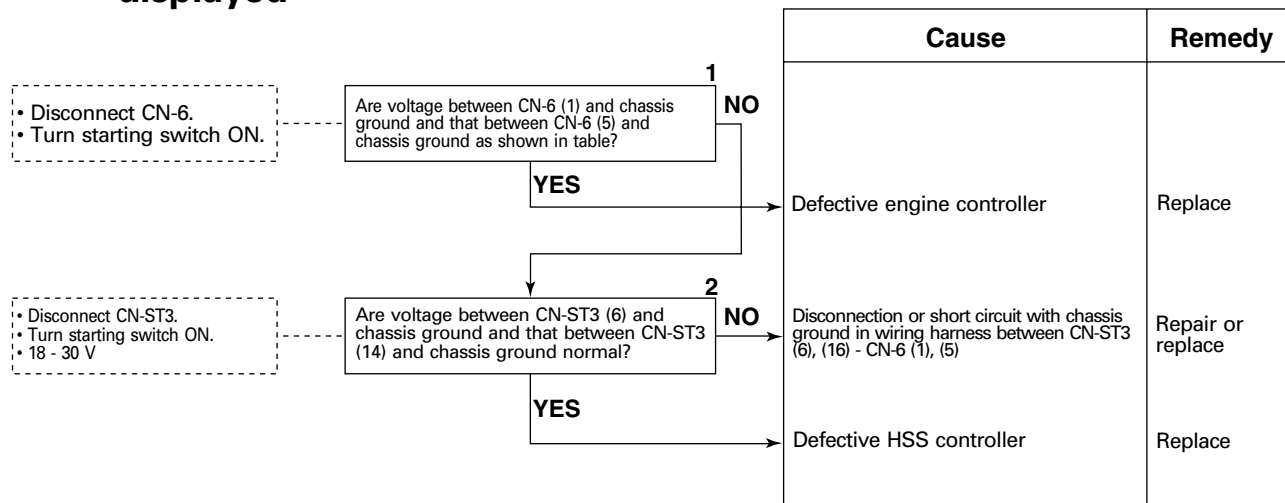 displayed
Cause
Remedy
• Disconnect CN-6.
• Turn starting switch ON.
1
Are voltage between CN-6 (1) and chassis
ground and that between CN-6 (5) and
chassis ground as shown in table?
NO
YES
Defective engine controller
Replace
• Disconnect CN-ST3.
• Turn starting switch ON.
• 18 - 30 V
2
Are voltage between CN-ST3 (6) and
chassis ground and that between CN-ST3
(14) and chassis ground normal?
NO
Disconnection or short circuit with chassis
ground in wiring harness between CN-ST3
(6), (16) - CN-6 (1), (5)
Repair or
replace
YES
Defective HSS controller
Replace